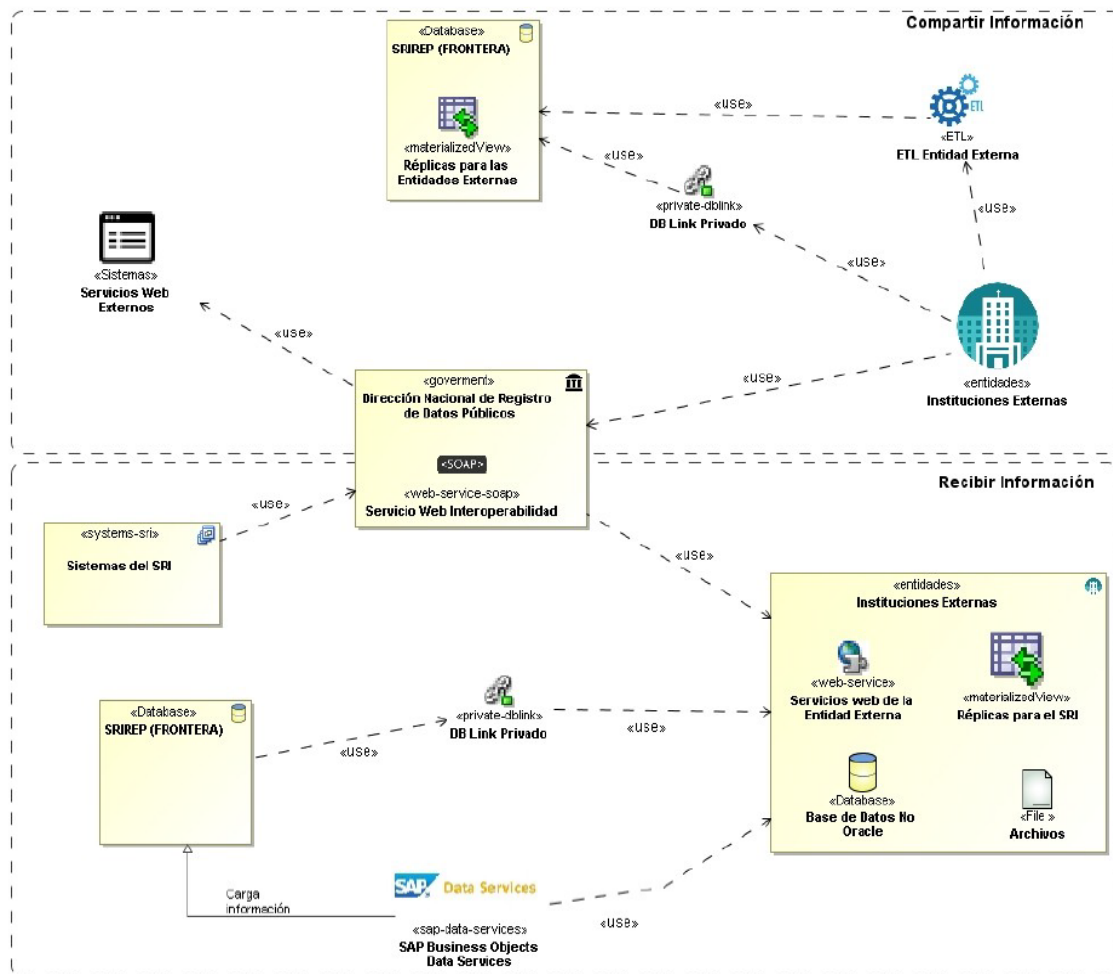 Compartir Información
«Database»
SRIREP (FRONTERA)
«materializedView»
Réplicas para las
Entidades Externas
«use»
ETL
«ETL»
ETL Entidad Externa
«use»
«private-dblink»
DB Link Privado
«use»
«use»
«Sistemas»
Servicios Web
Externos
«use»
«entidades»
Instituciones Externas
«use»
«goverment»
Dirección Nacional de Registro
de Datos Públicos
<SOAP>
«web-service-soap»
Servicio Web Interoperabilidad
Recibir Información
«use»
«systems-sri»
Sistemas del SRI
«use»
«entidades»
Instituciones Externas
«web-service»
Servicios web de la
Entidad Externa
«materializedView»
Réplicas para el SRI
«Database»
Base de Datos No
Oracle
«File »
Archivos
«Database»
SRIREP (FRONTERA)
«use»
«private-dblink»
DB Link Privado
«use»
Carga
información
SAP Data Services
«sap-data-services»
SAP Business Objects
Data Services
«use»